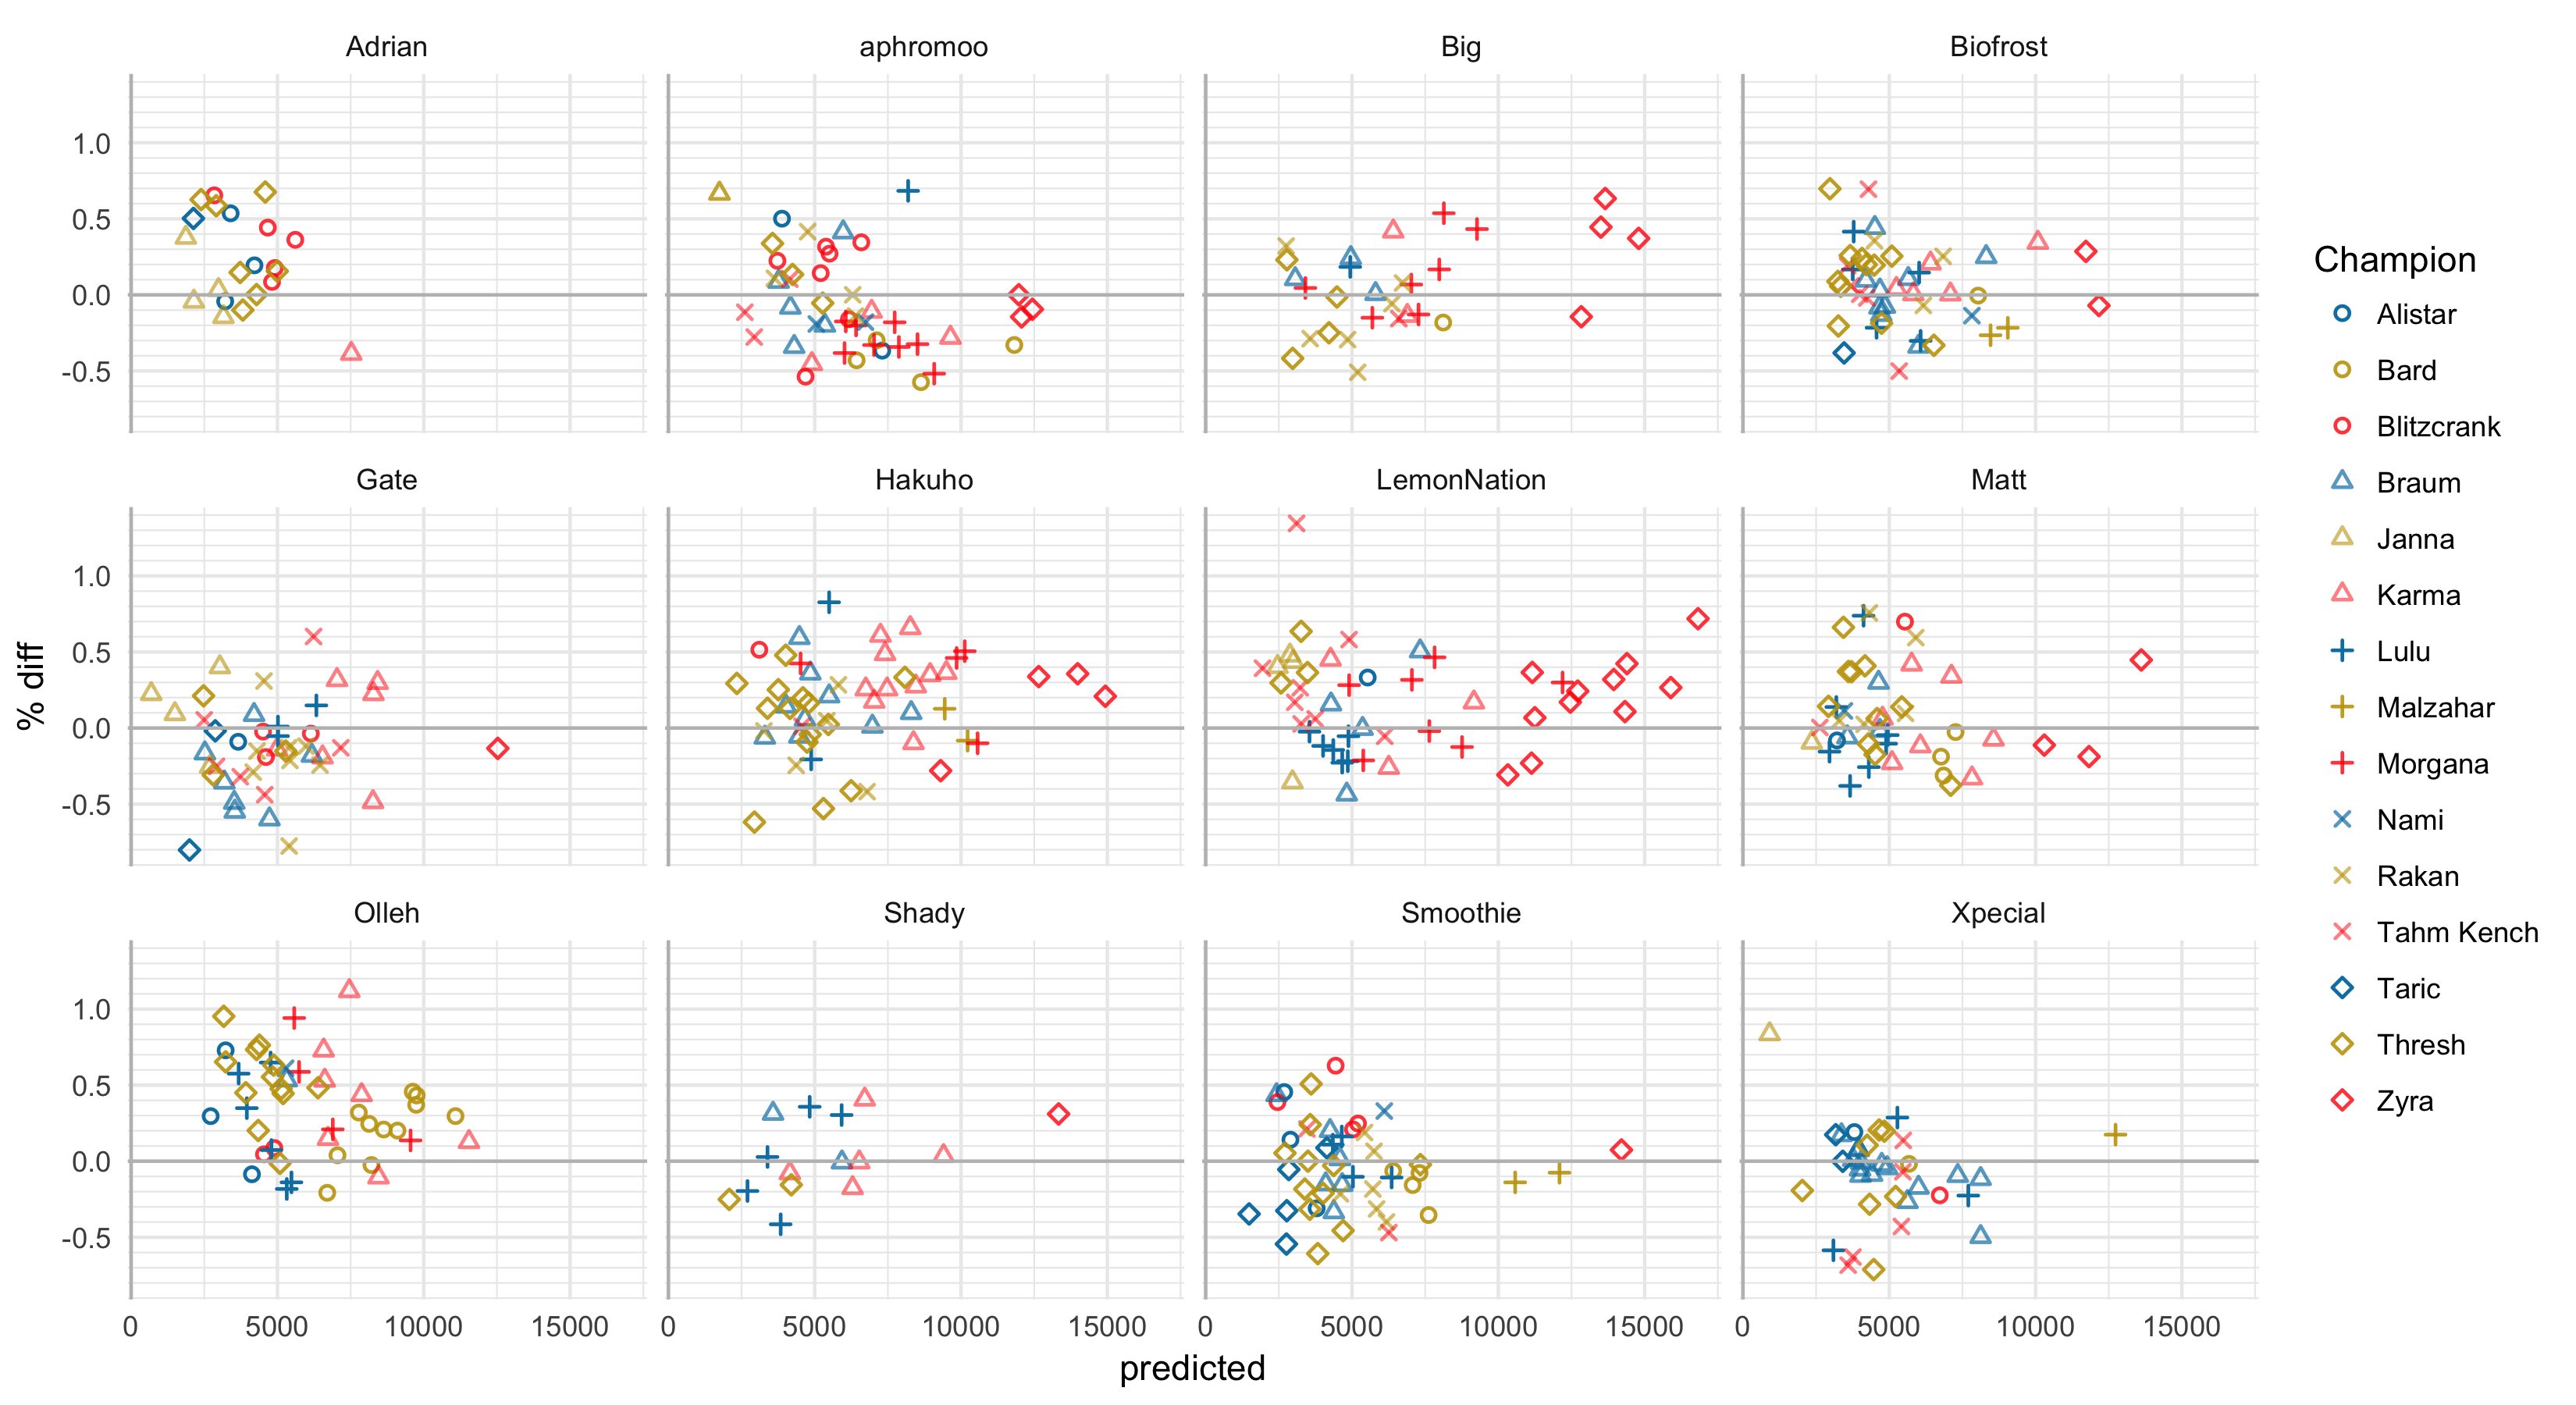 Adrian aphromoo Big Biofrost
1.0
0.5
0.0
-0.5
Gate Hakuho LemonNation Matt
1.0
0.5
0.0
-0.5
Olleh Shady Smoothie Xpecial
1.0
0.5
0.0
-0.5
0 5000 10000 15000 0 5000 10000 15000 0 5000 10000 15000 0 5000 10000 15000
predicted
% diff
Champion
Alistar
Bard
Blitzcrank
Braum
Janna
Karma
Lulu
Malzahar
Morgana
Nami
Rakan
Tahm Kench
Taric
Thresh
Zyra